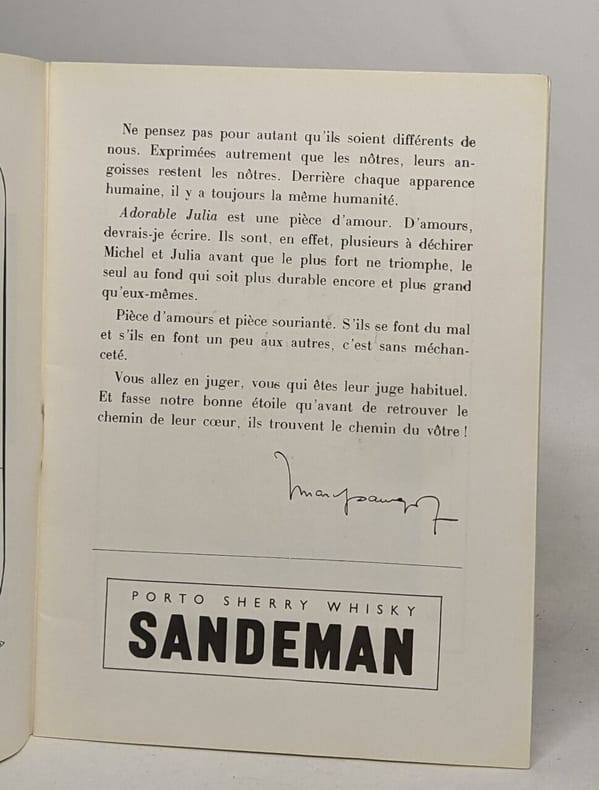 Ne pensez pas pour autant qu'ils soient différents de
nous. Exprimées autrement que les nôtres, leurs an-
goisses restent les nôtres. Derrière chaque apparence
humaine, il y a toujours la même humanité.
Adorable Julia est une pièce d'amour. D'amours,
devrais-je écrire. Ils sont, en effet, plusieurs à déchirer
Michel et Julia avant que le plus fort ne triomphe, le
seul au fond qui soit plus durable encore et plus grand
qu'eux-mêmes.
Pièce d'amours et pièce souriante. S'ils se font du mal
et s'ils en font un peu aux autres, c'est sans méchan-
ceté.
Vous allez en juger, vous qui êtes leur juge habituel.
Et fasse notre bonne étoile qu'avant de retrouver le
chemin de leur cœur, ils trouvent le chemin du vôtre !
PORTO SHERRY WHISKY
SANDEMAN